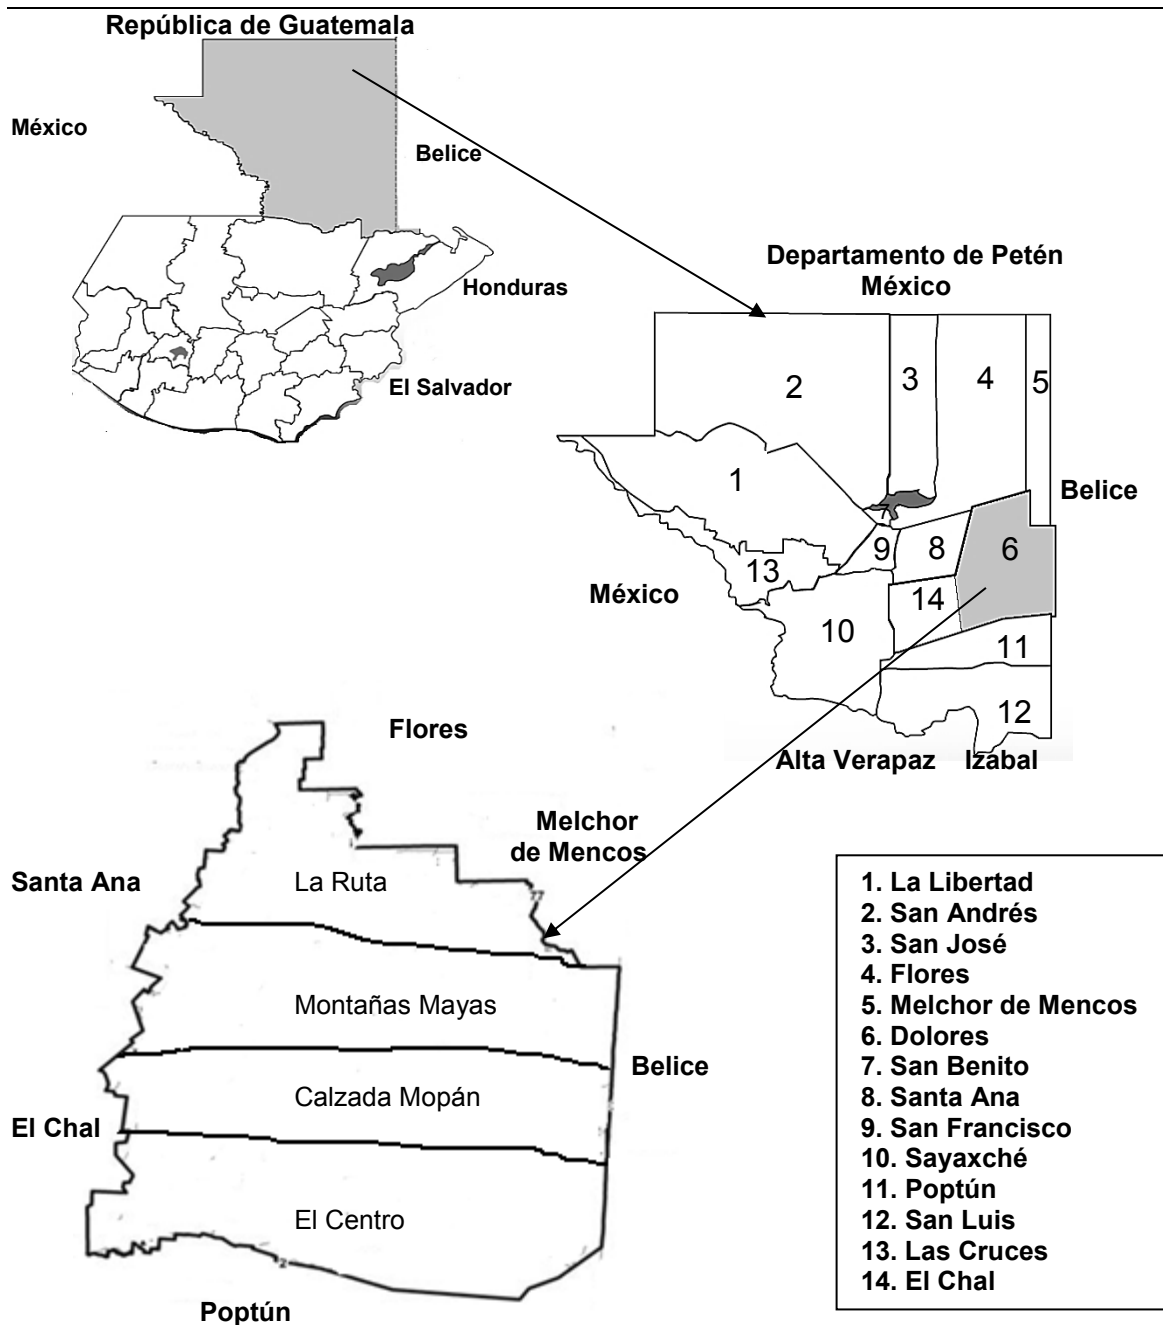 República de Guatemala
México
Belice
Honduras
El Salvador
Departamento de Petén
México
2
3
4
5
1
Belice
7
9
8
6
13
México
14
10
11
12
Alta Verapaz
Izabal
Flores
Melchor
de Mencos
Santa Ana
La Ruta
77
Montañas Mayas
Belice
Calzada Mopán
El Chal
El Centro
2
Poptún
1. La Libertad
2. San Andrés
3. San José
4. Flores
5. Melchor de Mencos
6. Dolores
7. San Benito
8. Santa Ana
9. San Francisco
10. Sayaxché
11. Poptún
12. San Luis
13. Las Cruces
14. El Chal